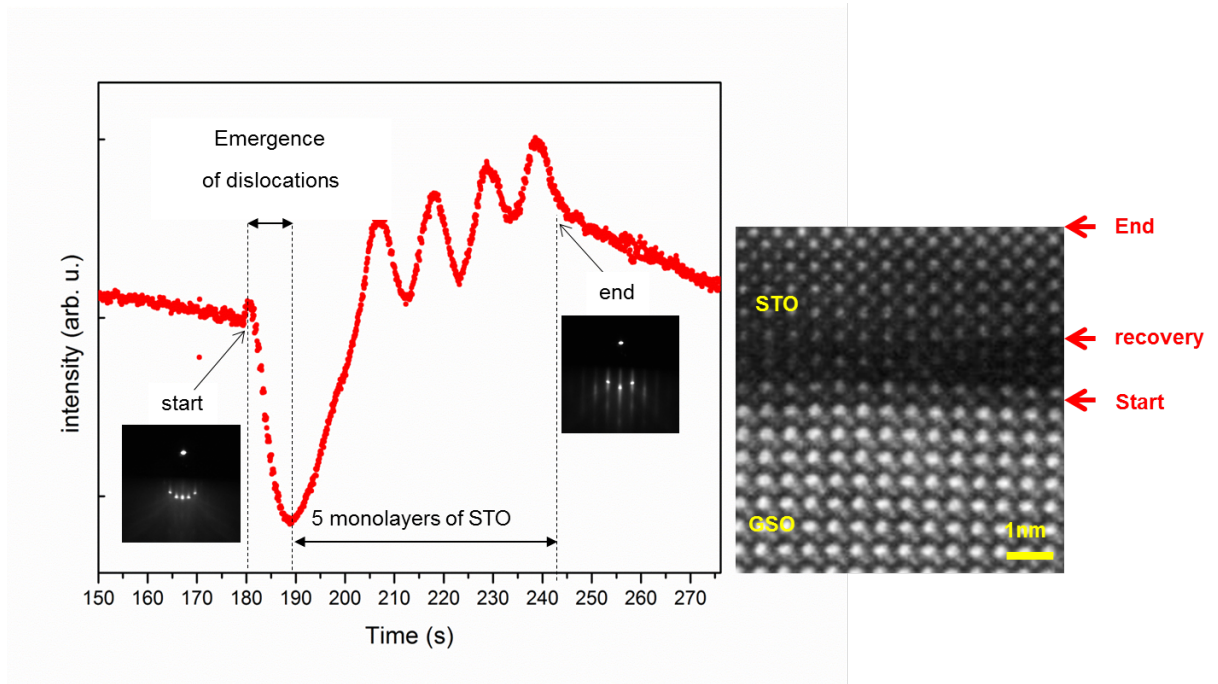 Emergence
of dislocations
start
end
5 monolayers of STO
intensity (arb. u.)
150 160 170 180 190 200 210 220 230 240 250 260 270
Time (s)
STO
GSO
1nm
End
recovery
Start